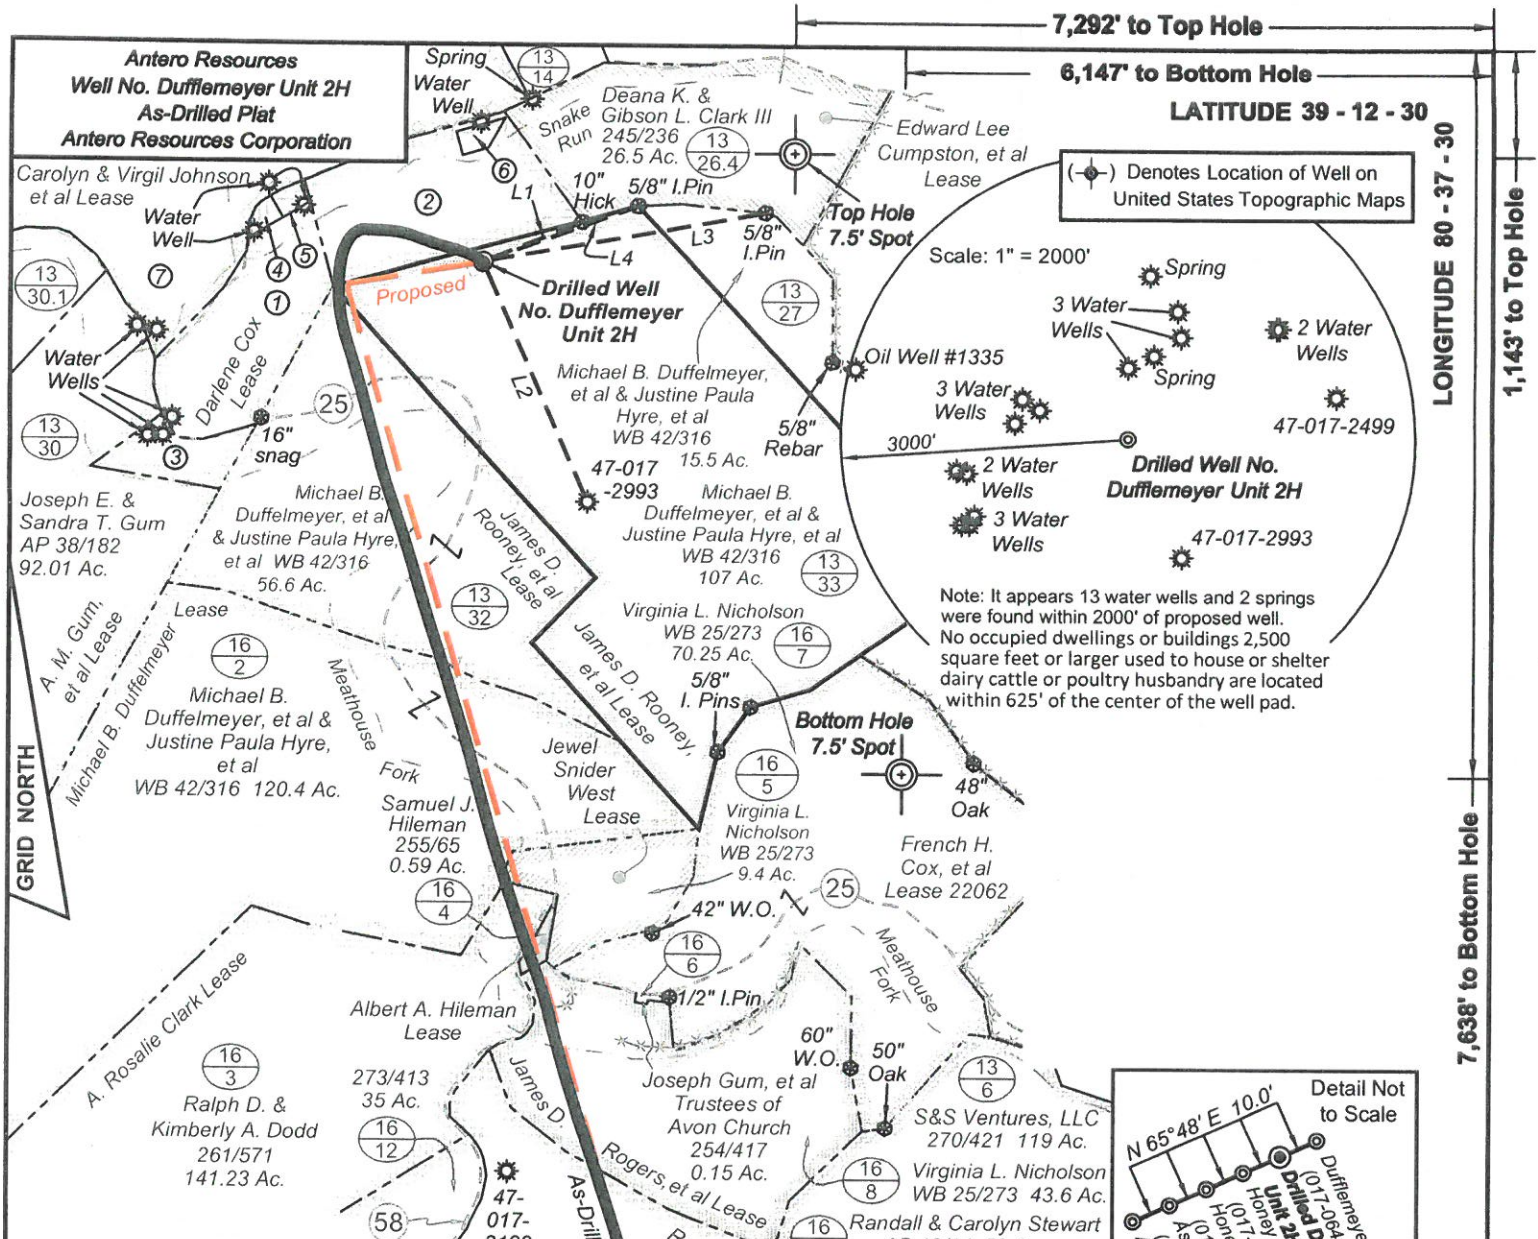 7,292' to Top Hole
6,147' to Bottom Hole
LATITUDE 39 - 12 - 30
LONGITUDE 80 - 37 - 30
1,143' to Top Hole
7,638' to Bottom Hole
Antero Resources
Well No. Dufflemeyer Unit 2H
As-Drilled Plat
Antero Resources Corporation
Spring
Water
Well
13
14
Snake
Run
Deana K. &
Gibson L. Clark III
245/236
26.5 Ac.
13
26.4
Edward Lee
Cumpston, et al
Lease
Top Hole
7.5' Spot
Carolyn & Virgil Johnson
et al Lease
Water
Well
13
30.1
7
4
5
1
2
6
L1
10"
Hick
5/8" I.Pin
L4
L3
5/8"
I.Pin
13
27
Proposed
Drilled Well
No. Dufflemeyer
Unit 2H
L2
Water
Wells
Darlene Cox
Lease
25
13
30
3
16"
snag
Michael B. Duffelmeyer,
et al & Justine Paula
Hyre, et al
WB 42/316
15.5 Ac.
5/8"
Rebar
Oil Well #1335
47-017
-2993
(-●-) Denotes Location of Well on
United States Topographic Maps
Scale: 1" = 2000'
Spring
3 Water
Wells
Spring
2 Water
Wells
3 Water
Wells
47-017-2499
3000'
Drilled Well No.
Dufflemeyer Unit 2H
2 Water
Wells
3 Water
Wells
47-017-2993
Note: It appears 13 water wells and 2 springs
were found within 2000' of proposed well.
No occupied dwellings or buildings 2,500
square feet or larger used to house or shelter
dairy cattle or poultry husbandry are located
within 625' of the center of the well pad.
Joseph E. &
Sandra T. Gum
AP 38/182
92.01 Ac.
Michael B.
Duffelmeyer, et al
& Justine Paula Hyre,
et al WB 42/316
56.6 Ac.
James D.
Rooney, et al
Lease
Michael B.
Duffelmeyer, et al &
Justine Paula Hyre, et al
WB 42/316
107 Ac.
13
33
13
32
A. M. Gum,
et al Lease
Michael B. Duffelmeyer
Lease
16
2
Michael B.
Duffelmeyer, et al &
Justine Paula Hyre,
et al
WB 42/316 120.4 Ac.
Meathouse
Fork
Virginia L. Nicholson
WB 25/273
70.25 Ac.
16
7
James D. Rooney,
et al Lease
5/8"
I. Pins
Bottom Hole
7.5' Spot
48"
Oak
16
5
Virginia L.
Nicholson
WB 25/273
9.4 Ac.
Jewel
Snider
West
Lease
GRID NORTH
Samuel J.
Hileman
255/65
0.59 Ac.
16
4
French H.
Cox, et al
Lease 22062
25
42" W.O.
16
6
1/2" I.Pin
Meathouse
Fork
A. Rosalie Clark Lease
Albert A. Hileman
Lease
60"
W.O.
50"
Oak
13
6
S&S Ventures, LLC
270/421 119 Ac.
16
3
Ralph D. &
Kimberly A. Dodd
261/571
141.23 Ac.
273/413
35 Ac.
16
12
James D.
Rogers, et al Lease
Joseph Gum, et al
Trustees of
Avon Church
254/417
0.15 Ac.
16
8
Virginia L. Nicholson
WB 25/273 43.6 Ac.
16
Randall & Carolyn Stewart
58
47-
017-
As-Drill
Detail Not
to Scale
N 65°48' E 10.0'
Dufflemeye
(017-064
Drilled D
Unit 2H
(017-
Honey